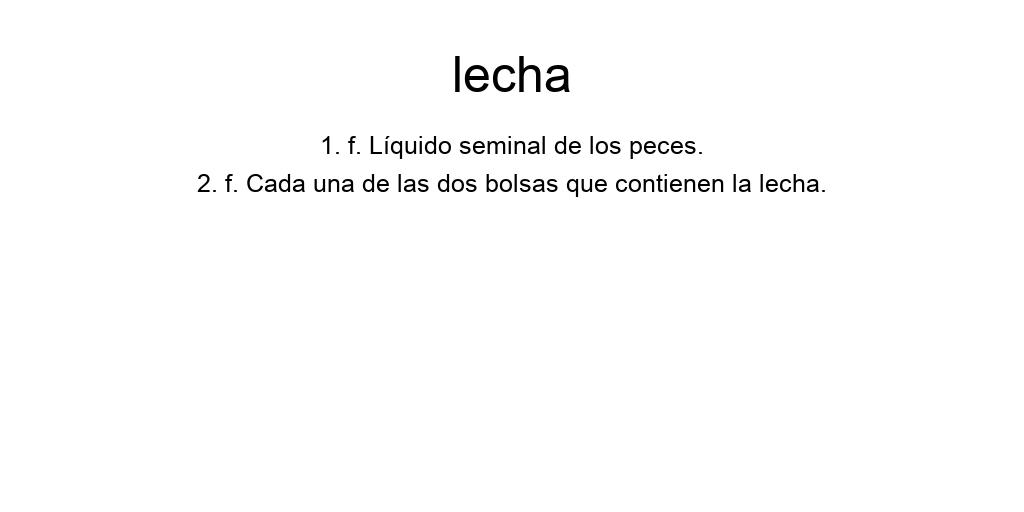 lecha
1. f. Líquido seminal de los peces.
2. f. Cada una de las dos bolsas que contienen la lecha.